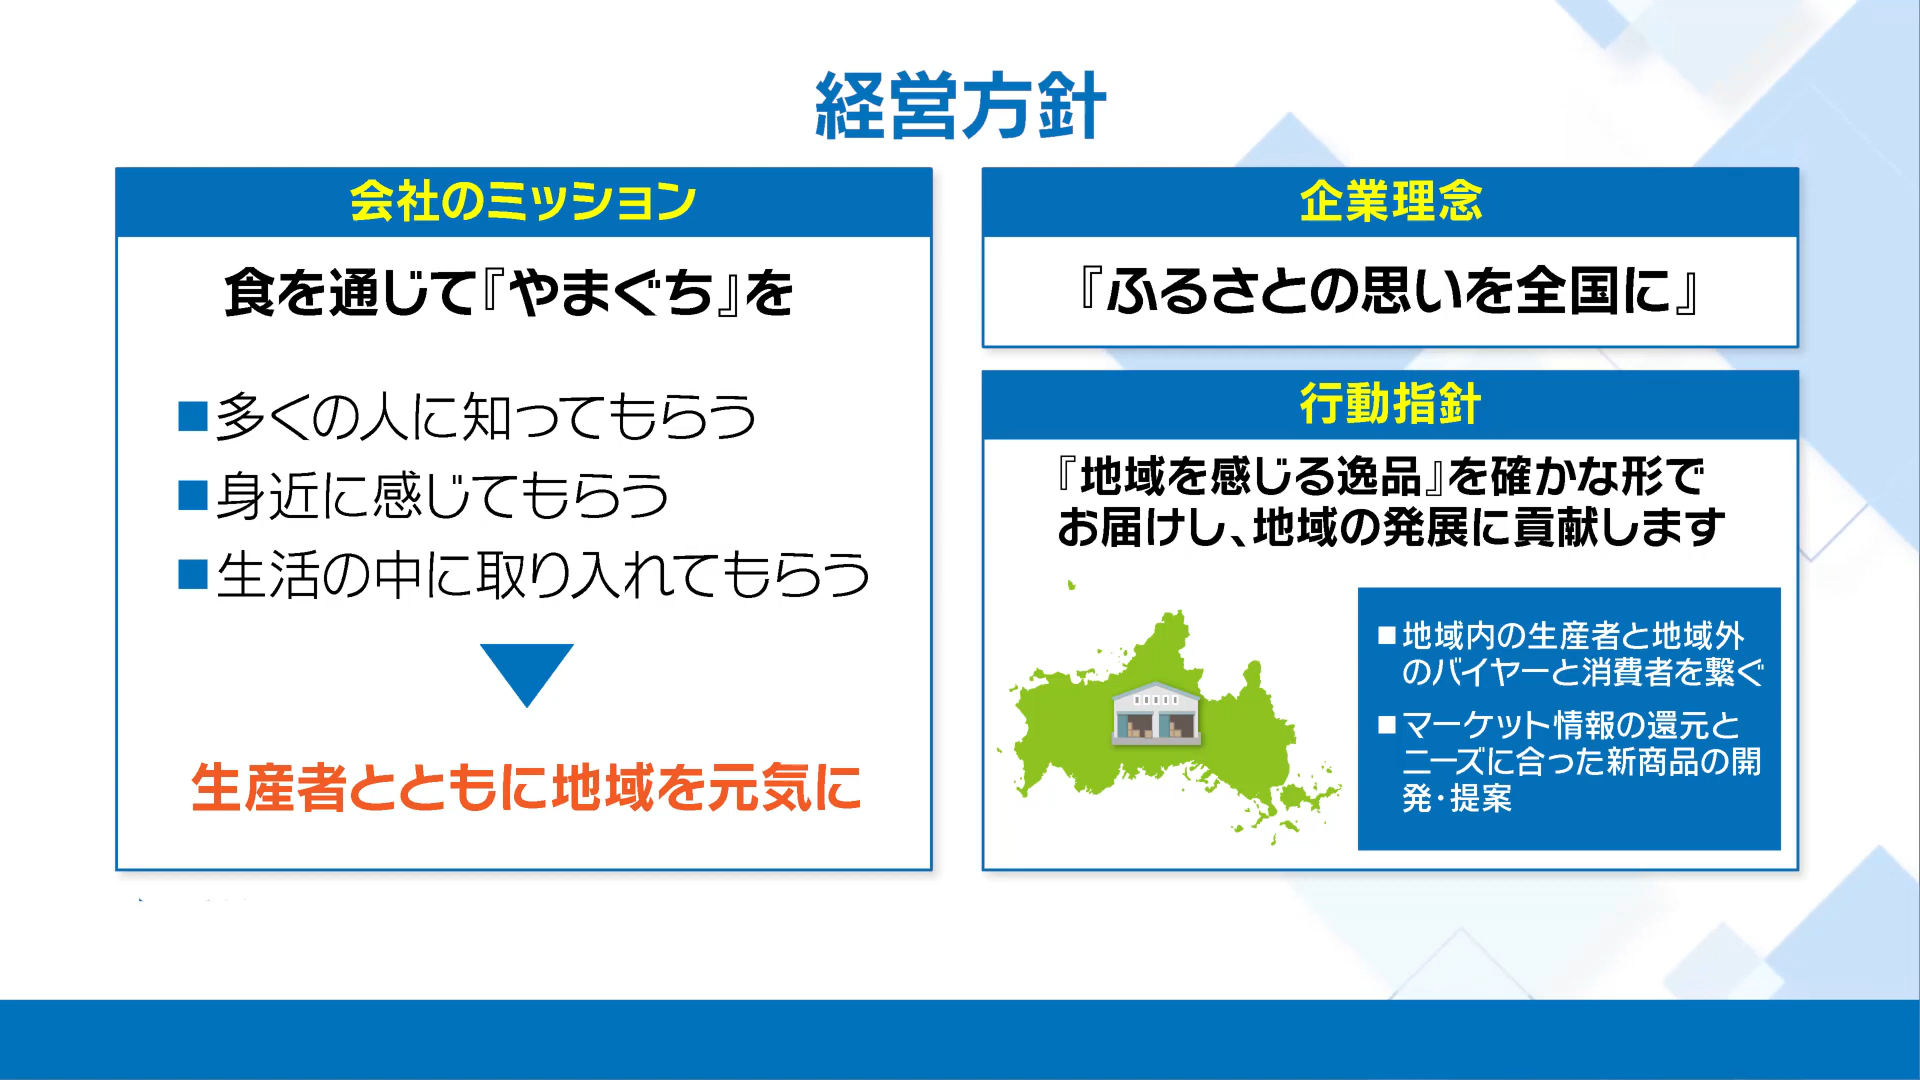 経営方針
会社のミッション
食を通じて『やまぐち』を
■多くの人に知ってもらう
■身近に感じてもらう
■生活の中に取り入れてもらう
生産者とともに地域を元気に
企業理念
『ふるさとの思いを全国に』
行動指針
『地域を感じる逸品』を確かな形で
お届けし、地域の発展に貢献します
■地域内の生産者と地域外
のバイヤーと消費者を繋ぐ
■マーケット情報の還元と
ニーズに合った新商品の開
発・提案